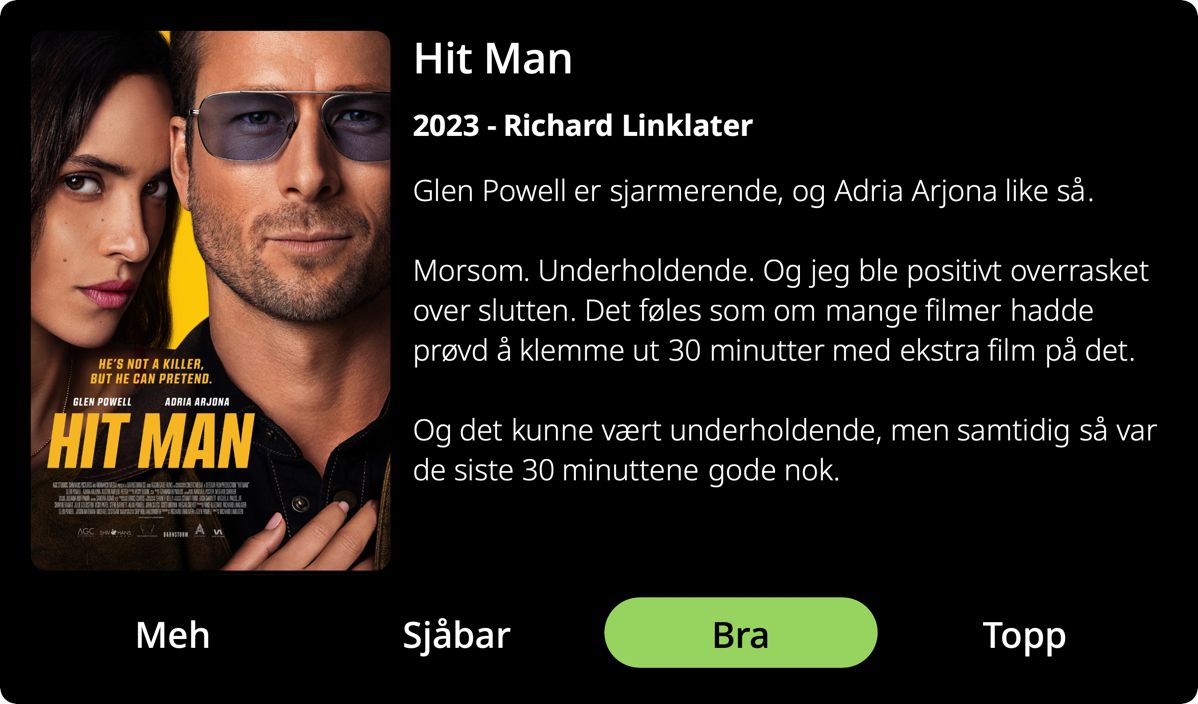 Hit Man
2023 - Richard Linklater
Glen Powell er sjarmerende, og Adria Arjona like så.
Morsom. Underholdende. Og jeg ble positivt overrasket
over slutten. Det føles som om mange filmer hadde
prøvd å klemme ut 30 minutter med ekstra film på det.
Og det kunne vært underholdende, men samtidig så var
de siste 30 minuttene gode nok.
HE'S NOT A KILLER,
BUT HE CAN PRETEND.
GLEN POWELL ADRIA ARJONA
HIT MAN
AGC BARNSTORM
Meh Sjåbar Bra Topp